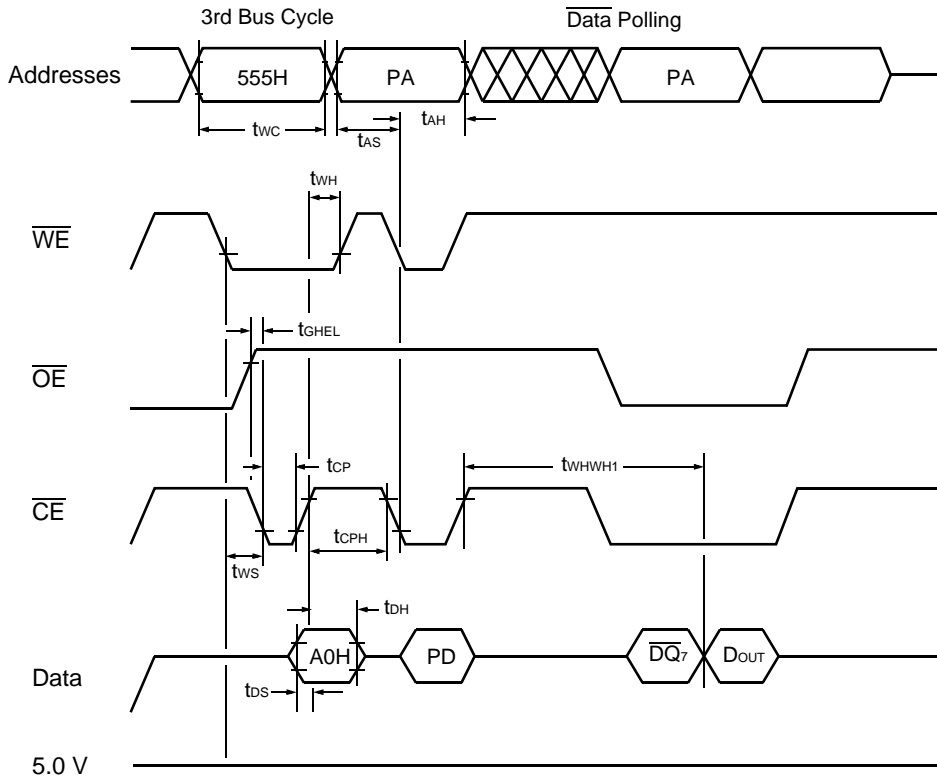 3rd Bus Cycle
Data Polling
Addresses
555H
PA
PA
tWC
tAS
tAH
tWH
WE
tGHEL
OE
tCP
tWHWH1
CE
tCPH
tWS
tDH
Data
A0H
PD
DQ7
DOUT
tDS
5.0 V